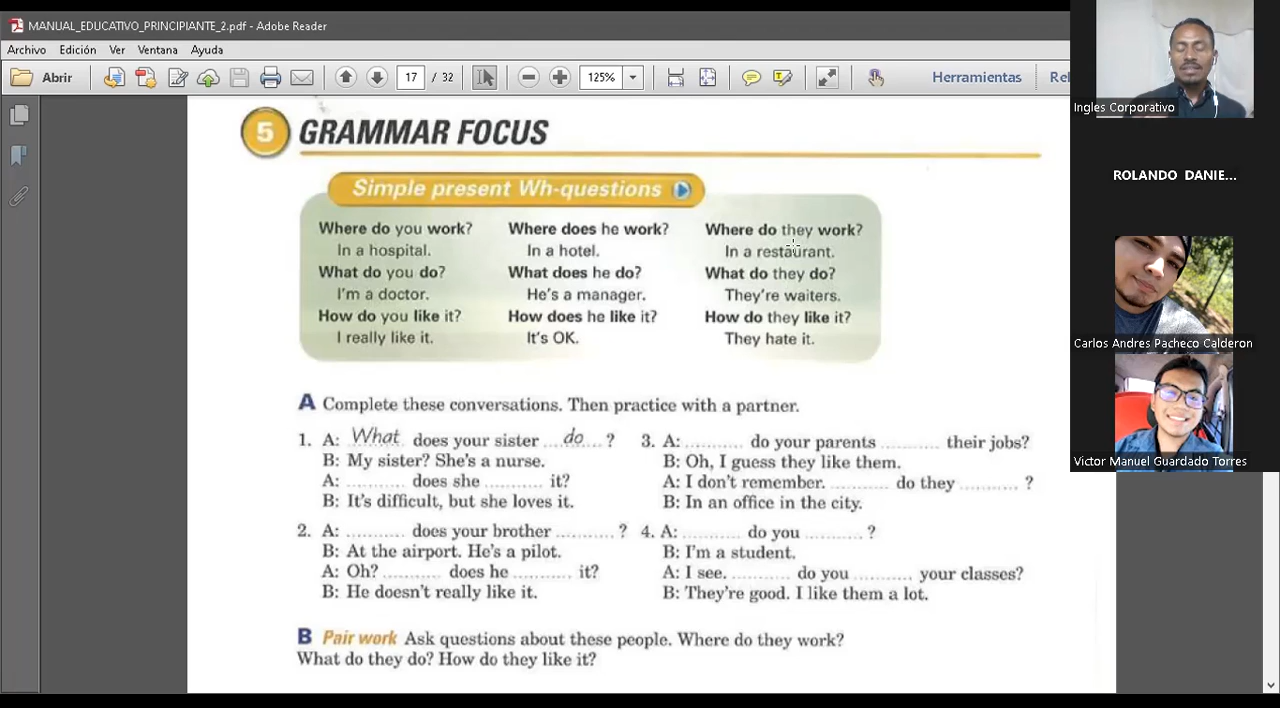 MANUAL_EDUCATIVO_PRINCIPIANTE_2.pdf - Adobe Reader
Archivo Edición Ver Ventana Ayuda
Abrir 17 / 32 125% Herramientas
5 GRAMMAR FOCUS
Simple present Wh-questions
Where do you work?
In a hospital.
What do you do?
I'm a doctor.
How do you like it?
I really like it.
Where does he work?
In a hotel.
What does he do?
He's a manager.
How does he like it?
It's OK.
Where do they work?
In a restaurant.
What do they do?
They're waiters.
How do they like it?
They hate it.
A Complete these conversations. Then practice with a partner.
1. A: What does your sister do ?
B: My sister? She's a nurse.
A: .......... does she .......... it?
B: It's difficult, but she loves it.
2. A: .......... does your brother .......... ?
B: At the airport. He's a pilot.
A: Oh? .......... does he .......... it?
B: He doesn't really like it.
3. A: .......... do your parents .......... their jobs?
B: Oh, I guess they like them.
A: I don't remember. .......... do they .......... ?
B: In an office in the city.
4. A: .......... do you .......... ?
B: I'm a student.
A: I see. .......... do you .......... your classes?
B: They're good. I like them a lot.
B Pair work Ask questions about these people. Where do they work?
What do they do? How do they like it?
Ingles Corporativo
ROLANDO DANIE...
Carlos Andres Pacheco Calderon
Victor Manuel Guardado Torres